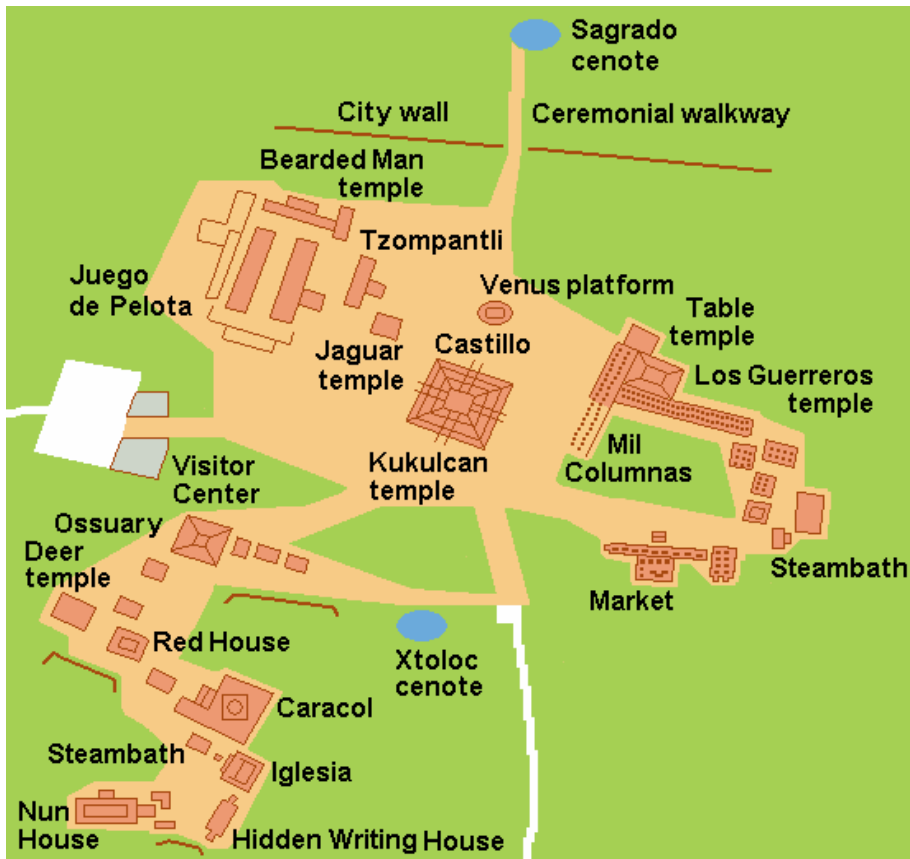 Sagrado
cenote
City wall
Ceremonial walkway
Bearded Man
temple
Tzompantli
Juego
de Pelota
Venus platform
Table
temple
Jaguar
temple
Castillo
Los Guerreros
temple
Mil
Columnas
Kukulcan
temple
Visitor
Center
Ossuary
Deer
temple
Steambath
Market
Red House
Xtoloc
cenote
Caracol
Steambath
Iglesia
Nun
House
Hidden Writing House